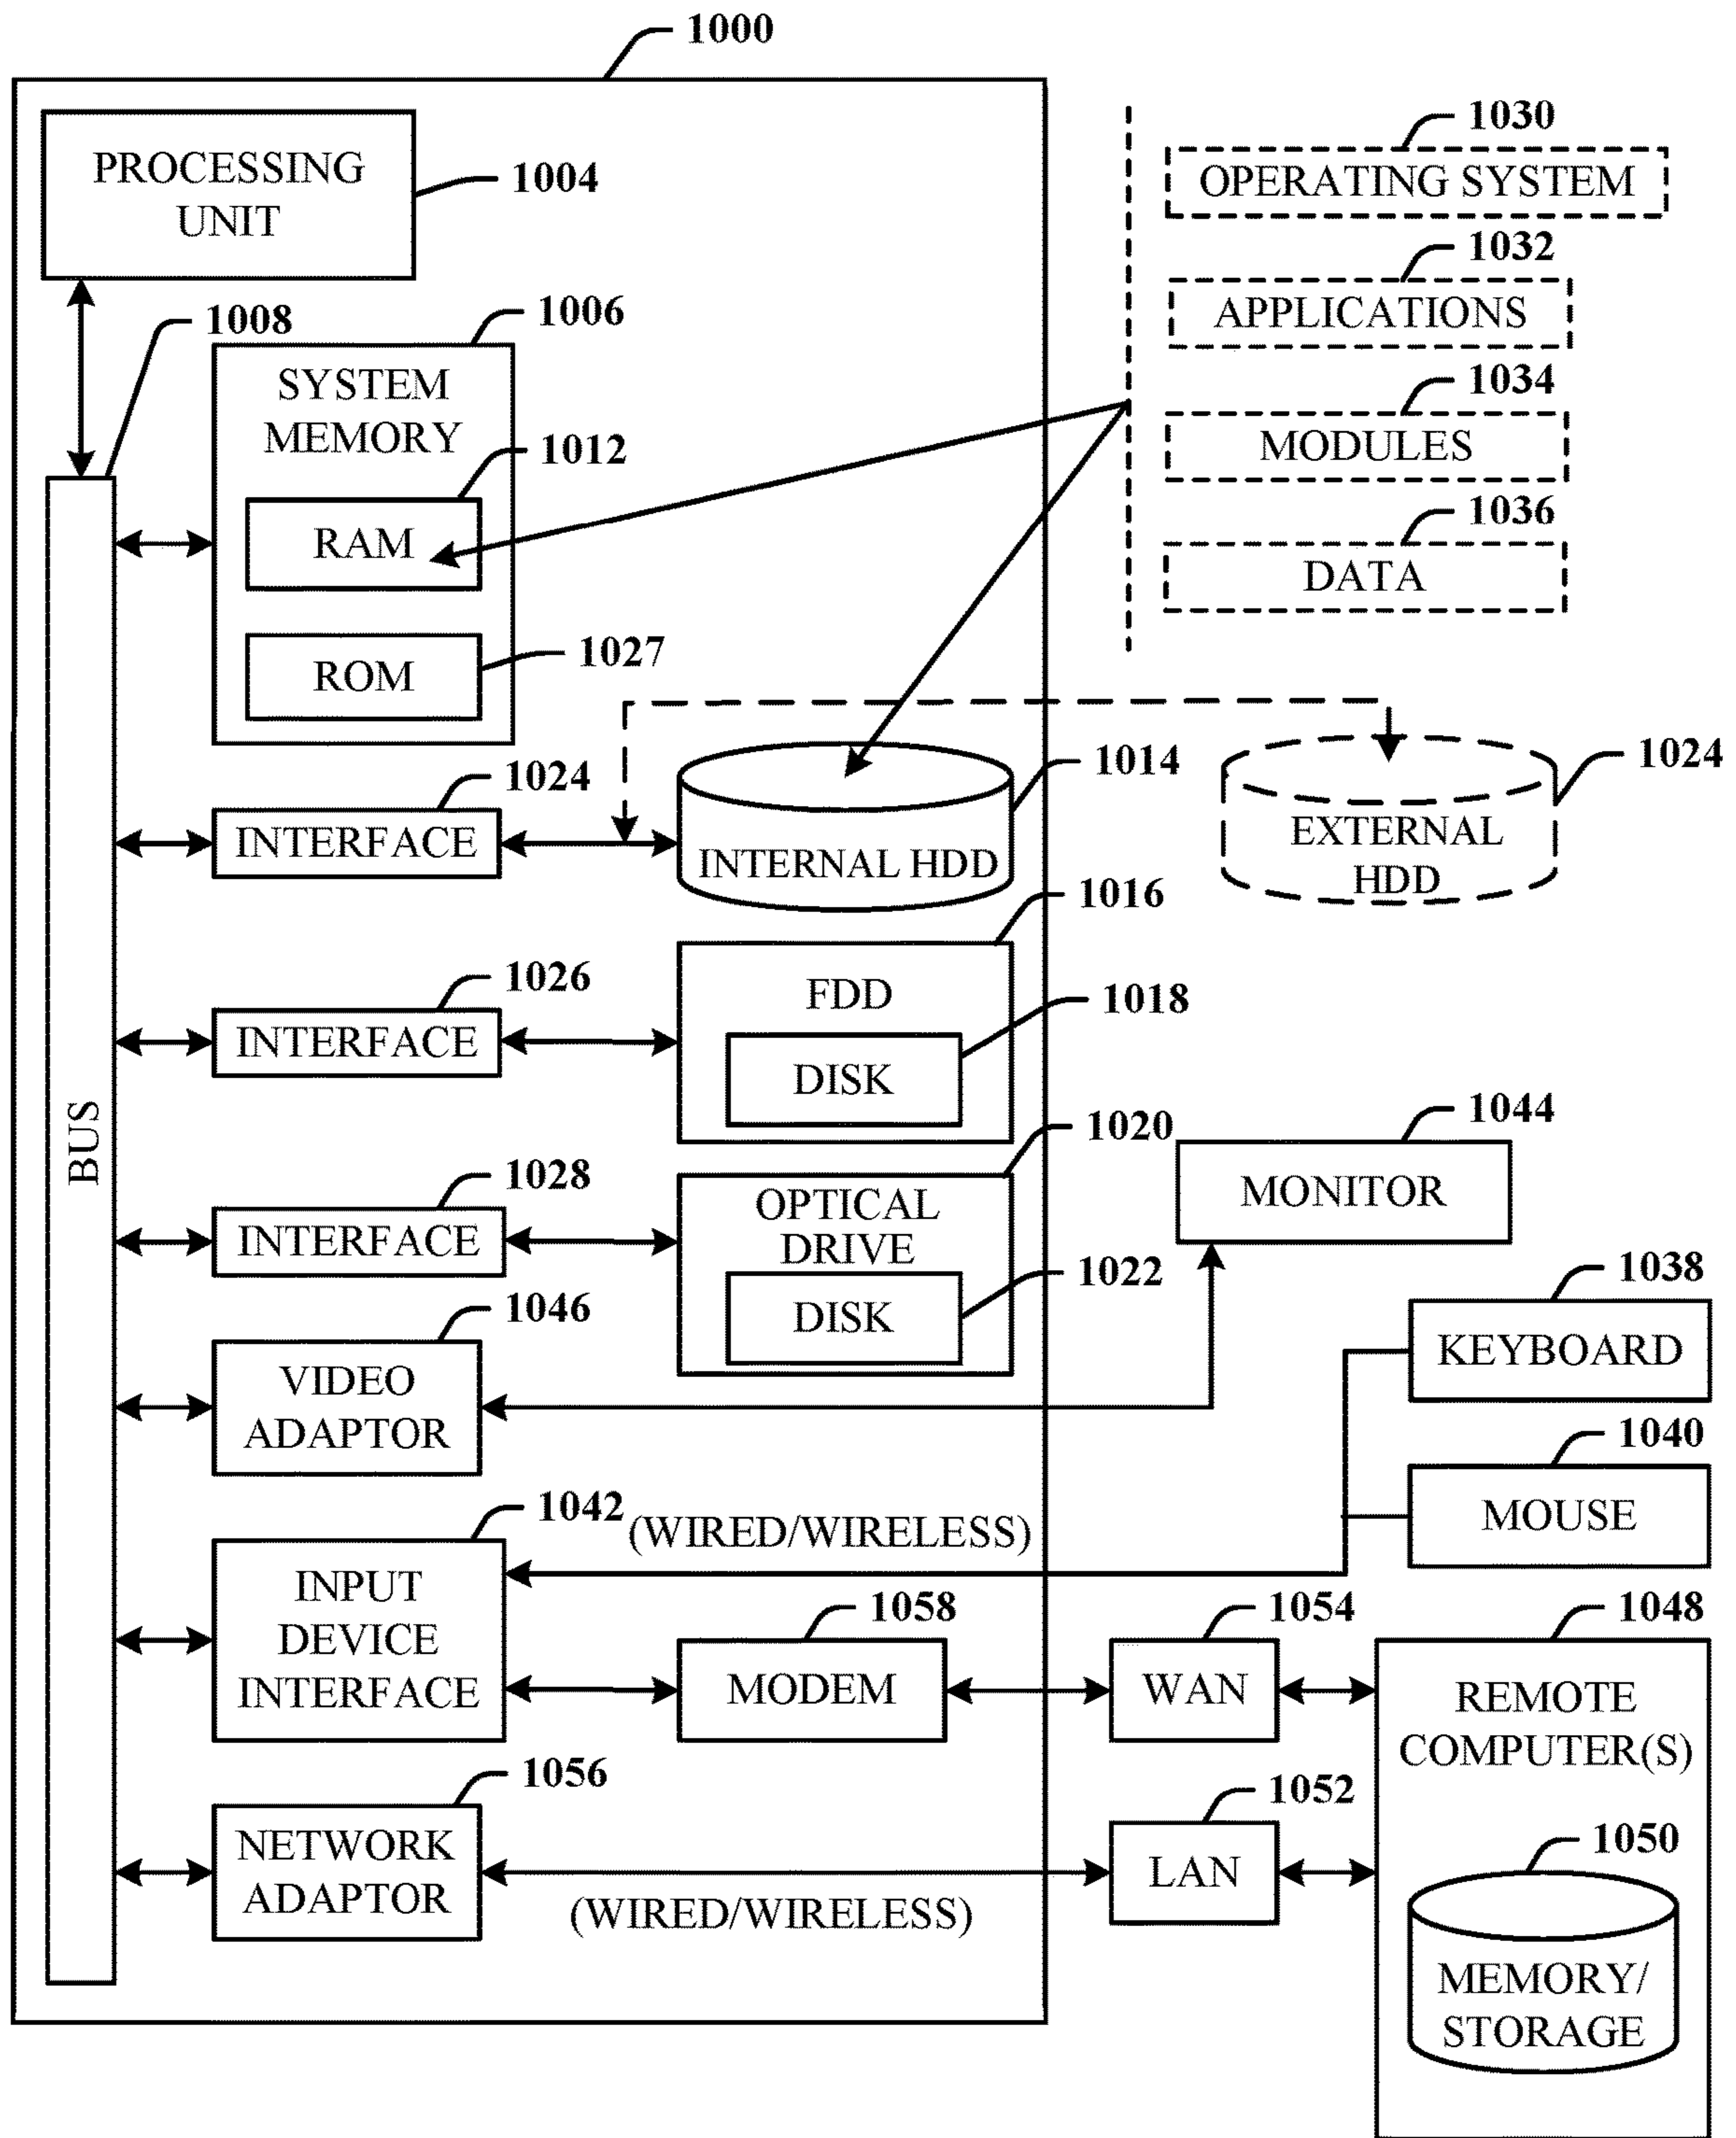 1000
PROCESSING
UNIT
1004
1030
OPERATING SYSTEM
1032
APPLICATIONS
1034
MODULES
1036
DATA
1008
1006
SYSTEM
MEMORY
1012
RAM
ROM
1027
1024
INTERFACE
INTERNAL HDD
1014
EXTERNAL
HDD
1024
1016
1026
INTERFACE
FDD
1018
DISK
BUS
1020
1028
INTERFACE
OPTICAL
DRIVE
1022
DISK
1044
MONITOR
1046
VIDEO
ADAPTOR
1038
KEYBOARD
1040
MOUSE
1042
(WIRED/WIRELESS)
INPUT
DEVICE
INTERFACE
1058
MODEM
1054
WAN
1048
REMOTE
COMPUTER(S)
1056
NETWORK
ADAPTOR
(WIRED/WIRELESS)
1052
LAN
1050
MEMORY/
STORAGE